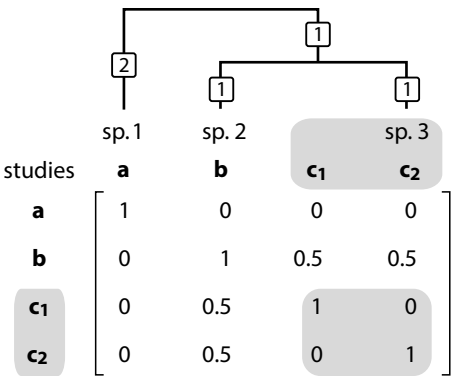 1
2
1 1
sp. 1 sp. 2 sp. 3
studies a b c1 c2
a 1 0 0 0
b 0 1 0.5 0.5
c1 0 0.5 1 0
c2 0 0.5 0 1